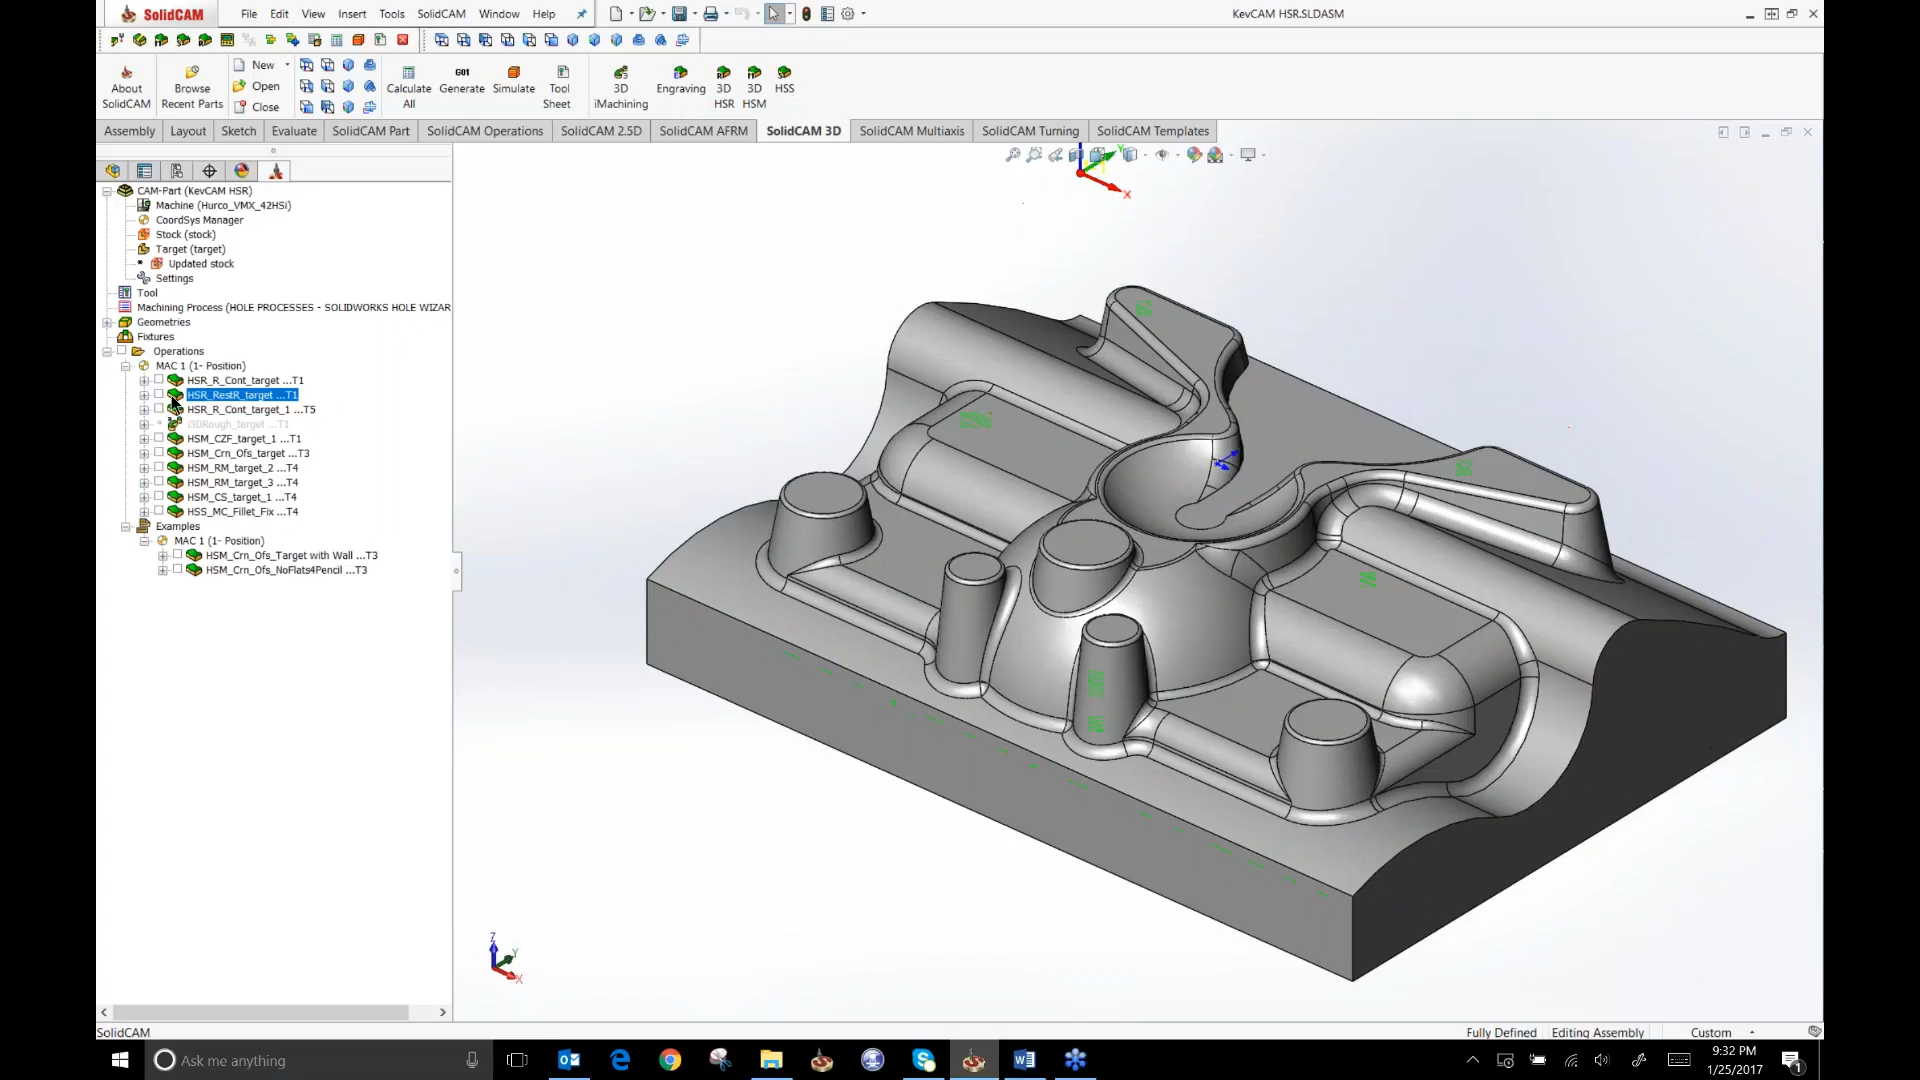 SolidCAM File Edit View Insert Tools SolidCAM Window Help KevCAM HSR.SLDASM
About SolidCAM
Browse Recent Parts
New
Open
Close
Calculate All
G01
Generate
Simulate
Tool Sheet
3D iMachining
Engraving
3D HSR
3D HSM
HSS
Assembly Layout Sketch Evaluate SolidCAM Part SolidCAM Operations SolidCAM 2.5D SolidCAM AFRM SolidCAM 3D SolidCAM Multiaxis SolidCAM Turning SolidCAM Templates
CAM-Part (KevCAM HSR)
Machine (Hurco_VMX_42HSi)
CoordSys Manager
Stock (stock)
Target (target)
* Updated stock
Settings
Tool
Machining Process (HOLE PROCESSES - SOLIDWORKS HOLE WIZAR
Geometries
Fixtures
Operations
MAC 1 (1- Position)
HSR_R_Cont_target ...T1
HSR_RestR_target ...T1
HSR_R_Cont_target_1 ...T5
i3DRough_target ...T1
HSM_CZF_target_1 ...T1
HSM_Crn_Ofs_target ...T3
HSM_RM_target_2 ...T4
HSM_RM_target_3 ...T4
HSM_CS_target_1 ...T4
HSS_MC_Fillet_Fix ...T4
Examples
MAC 1 (1- Position)
HSM_Crn_Ofs_Target with Wall ...T3
HSM_Crn_Ofs_NoFlats4Pencil ...T3
Y
X
Z
Y
X
SolidCAM Fully Defined Editing Assembly Custom
Ask me anything
9:32 PM
1/25/2017
1